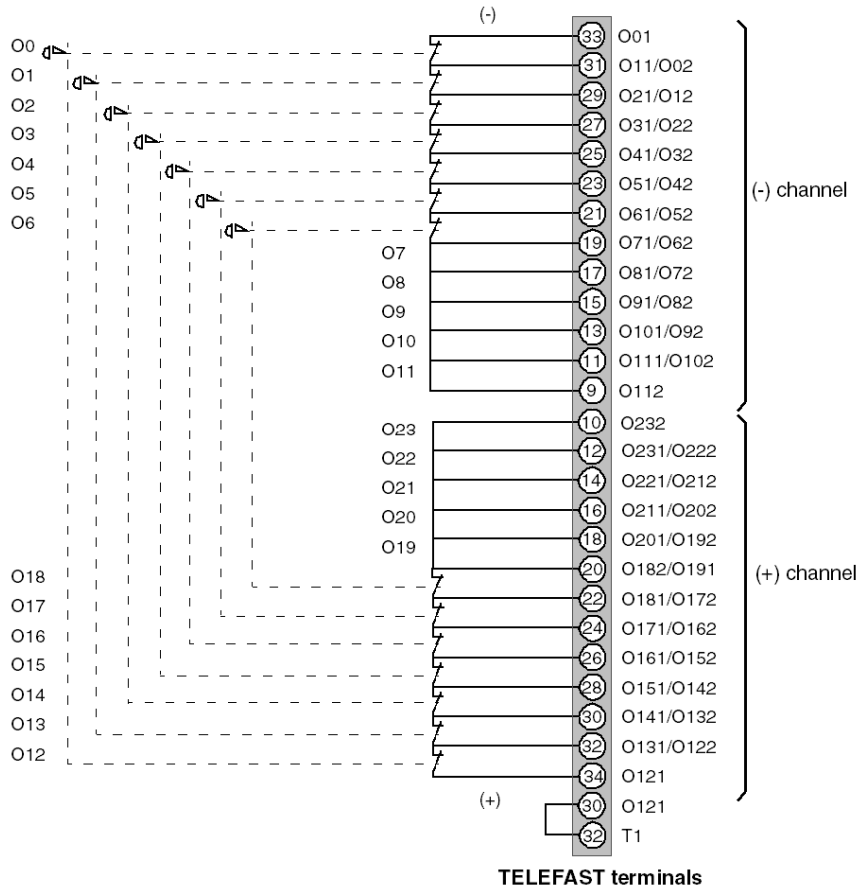 (-)
O0
O1
O2
O3
O4
O5
O6
O7
O8
O9
O10
O11
33 O01
31 O11/O02
29 O21/O12
27 O31/O22
25 O41/O32
23 O51/O42
21 O61/O52
19 O71/O62
17 O81/O72
15 O91/O82
13 O101/O92
11 O111/O102
9 O112
(-) channel
O23
O22
O21
O20
O19
O18
O17
O16
O15
O14
O13
O12
10 O232
12 O231/O222
14 O221/O212
16 O211/O202
18 O201/O192
20 O182/O191
22 O181/O172
24 O171/O162
26 O161/O152
28 O151/O142
30 O141/O132
32 O131/O122
34 O121
(+) channel
(+)
30 O121
32 T1
TELEFAST terminals